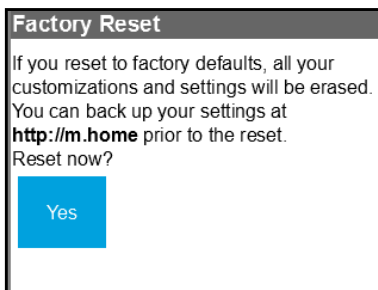 Factory Reset
If you reset to factory defaults, all your
customizations and settings will be erased.
You can back up your settings at
http://m.home prior to the reset.
Reset now?
Yes